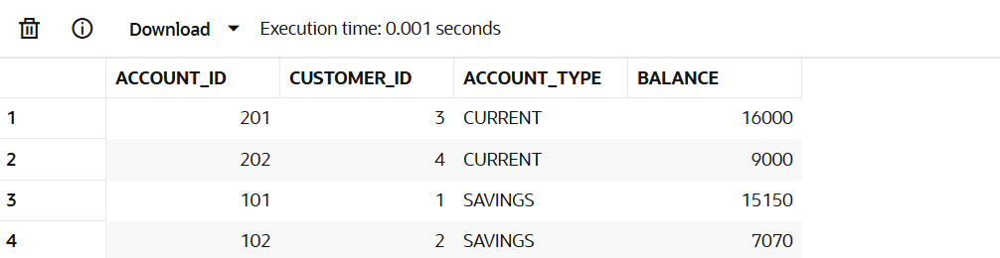 Download Execution time: 0.001 seconds
ACCOUNT_ID CUSTOMER_ID ACCOUNT_TYPE BALANCE
1 201 3 CURRENT 16000
2 202 4 CURRENT 9000
3 101 1 SAVINGS 15150
4 102 2 SAVINGS 7070